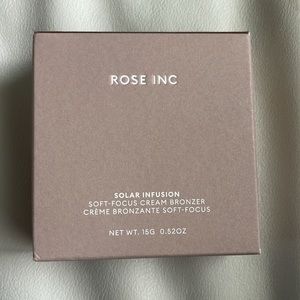 ROSE INC
SOLAR INFUSION
SOFT-FOCUS CREAM BRONZER
CRÈME BRONZANTE SOFT-FOCUS
NET WT. 15G 0.52OZ